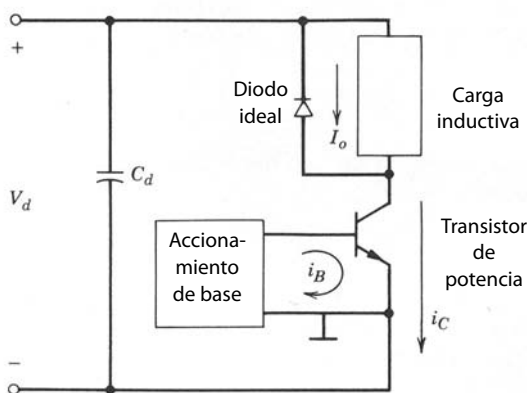 +
V_d
−
C_d
Diodo
ideal
I_o
Carga
inductiva
Acciona-
miento
de base
i_B
Transistor
de
potencia
i_C